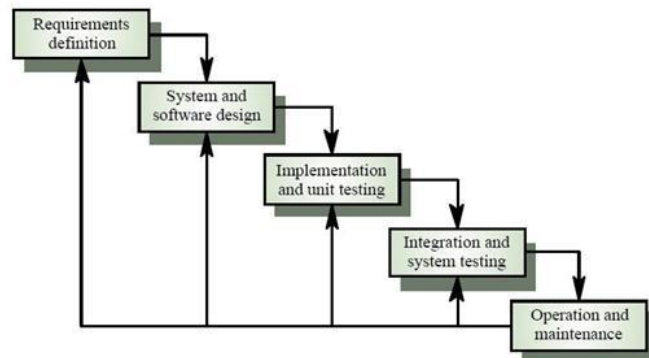 Requirements
definition
System and
software design
Implementation
and unit testing
Integration and
system testing
Operation and
maintenance